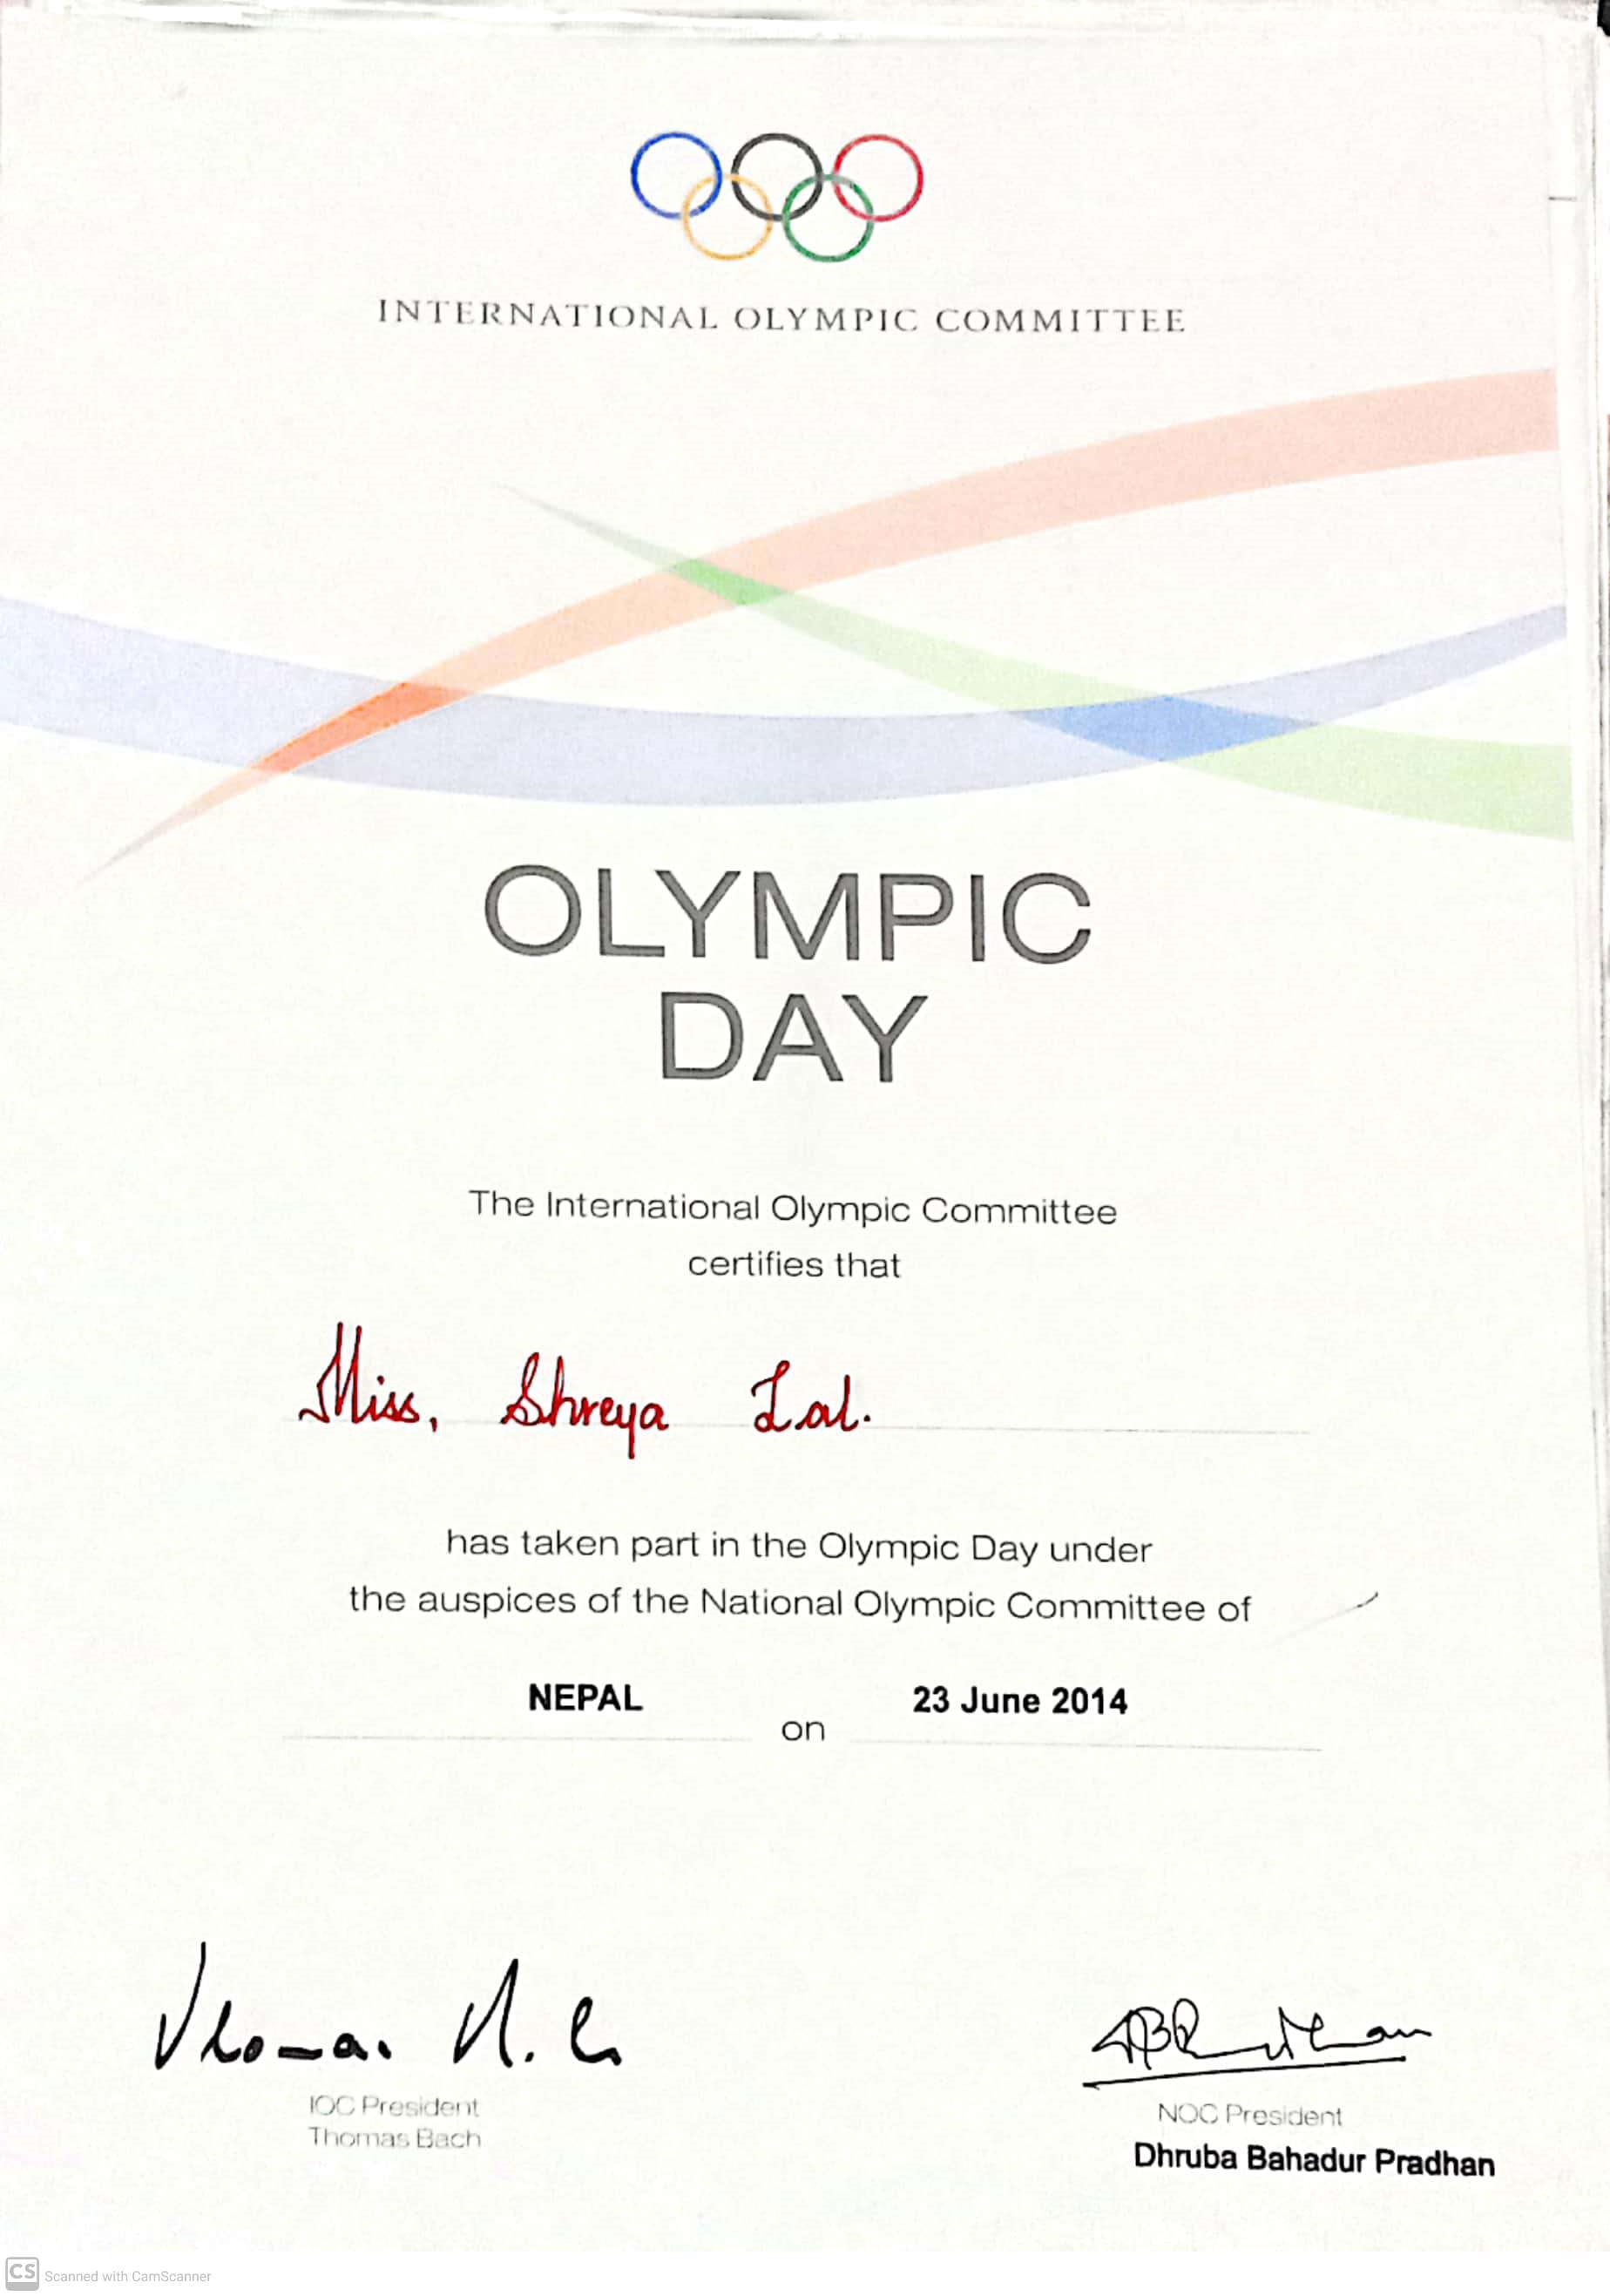 INTERNATIONAL OLYMPIC COMMITTEE
OLYMPIC
DAY
The International Olympic Committee
certifies that
Miss, Shreya Lal.
has taken part in the Olympic Day under
the auspices of the National Olympic Committee of
NEPAL on 23 June 2014
IOC President
Thomas Bach
NOC President
Dhruba Bahadur Pradhan
CS Scanned with CamScanner